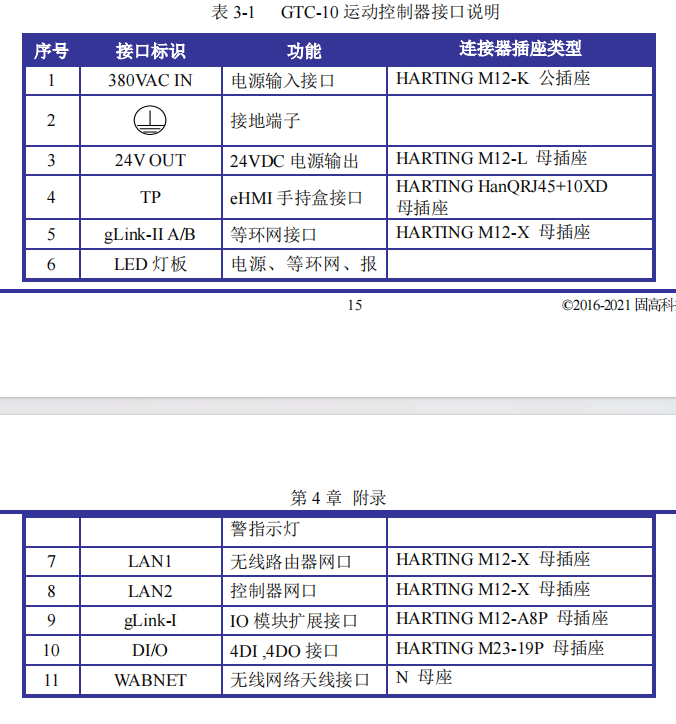 表 3-1 GTC-10 运动控制器接口说明
序号 接口标识 功能 连接器插座类型
1 380VAC IN 电源输入接口 HARTING M12-K 公插座
2 接地端子
3 24V OUT 24VDC 电源输出 HARTING M12-L 母插座
4 TP eHMI 手持盒接口 HARTING HanQRJ45+10XD
母插座
5 gLink-II A/B 等环网接口 HARTING M12-X 母插座
6 LED 灯板 电源、等环网、报
15 ©2016-2021 固高科
第 4 章 附录
警指示灯
7 LAN1 无线路由器网口 HARTING M12-X 母插座
8 LAN2 控制器网口 HARTING M12-X 母插座
9 gLink-I IO 模块扩展接口 HARTING M12-A8P 母插座
10 DI/O 4DI ,4DO 接口 HARTING M23-19P 母插座
11 WABNET 无线网络天线接口 N 母座